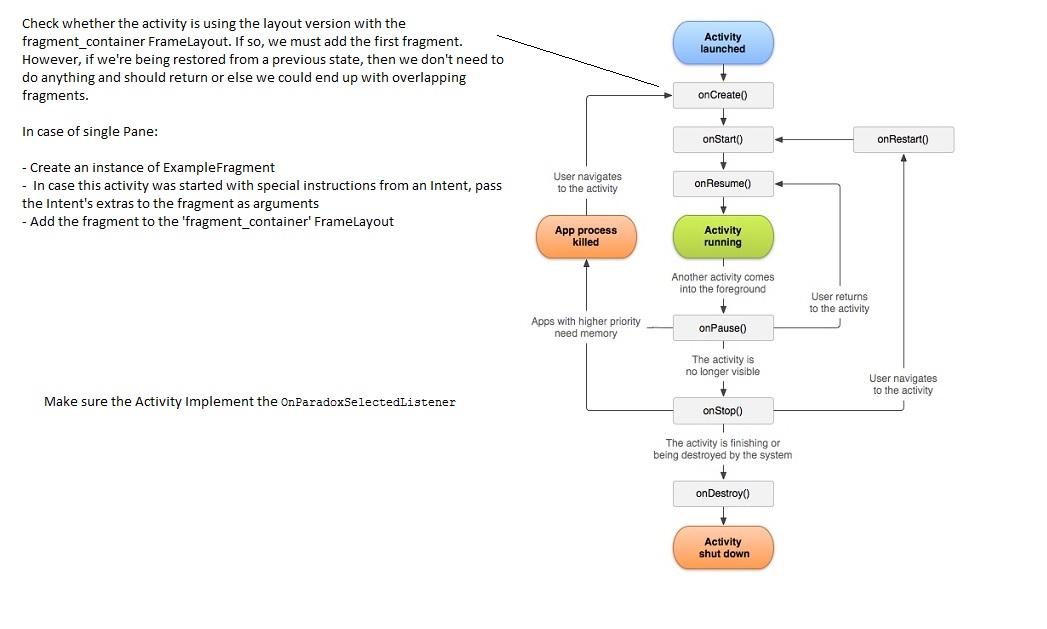 Check whether the activity is using the layout version with the
fragment_container FrameLayout. If so, we must add the first fragment.
However, if we're being restored from a previous state, then we don't need to
do anything and should return or else we could end up with overlapping
fragments.
In case of single Pane:
- Create an instance of ExampleFragment
-  In case this activity was started with special instructions from an Intent, pass
the Intent's extras to the fragment as arguments
- Add the fragment to the 'fragment_container' FrameLayout
Make sure the Activity Implement the OnParadoxSelectedListener
Activity
launched
onCreate()
onStart()
onRestart()
User navigates
to the activity
onResume()
App process
killed
Activity
running
Another activity comes
into the foreground
User returns
to the activity
Apps with higher priority
need memory
onPause()
The activity is
no longer visible
User navigates
to the activity
onStop()
The activity is finishing or
being destroyed by the system
onDestroy()
Activity
shut down